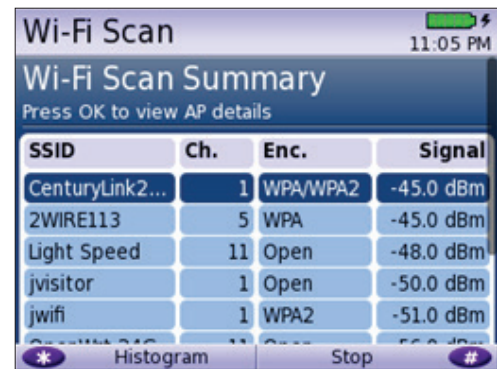 Wi-Fi Scan
11:05 PM
Wi-Fi Scan Summary
Press OK to view AP details
SSID Ch. Enc. Signal
CenturyLink2... 1 WPA/WPA2 -45.0 dBm
2WIRE113 5 WPA -45.0 dBm
Light Speed 11 Open -48.0 dBm
jvisitor 1 Open -50.0 dBm
jwifi 1 WPA2 -51.0 dBm
* Histogram Stop #